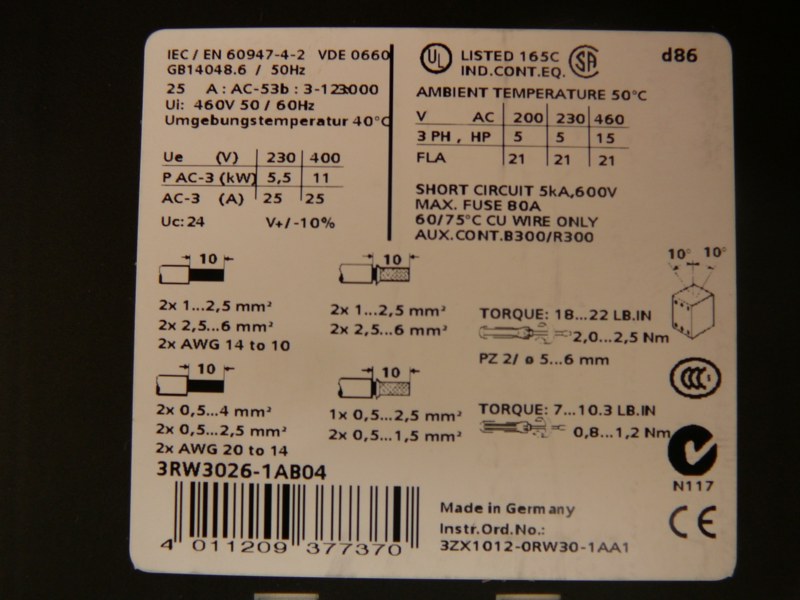 IEC / EN 60947-4-2 VDE 0660
GB14048.6 / 50Hz
25 A : AC-53b : 3-12:3000
Ui: 460V 50 / 60Hz
Umgebungstemperatur 40°C
Ue (V) 230 400
P AC-3 (kW) 5,5 11
AC-3 (A) 25 25
Uc: 24 V+/-10%
UL LISTED 165C SA d86
IND.CONT.EQ.
AMBIENT TEMPERATURE 50°C
V AC 200 230 460
3 PH , HP 5 5 15
FLA 21 21 21
SHORT CIRCUIT 5kA,600V
MAX. FUSE 80A
60/75°C CU WIRE ONLY
AUX.CONT.B300/R300
10
2x 1...2,5 mm²
2x 2,5...6 mm²
2x AWG 14 to 10
10
2x 1...2,5 mm²
2x 2,5...6 mm²
TORQUE: 18...22 LB.IN
2,0...2,5 Nm
PZ 2/ ø 5...6 mm
10° 10°
10
2x 0,5...4 mm²
2x 0,5...2,5 mm²
2x AWG 20 to 14
10
1x 0,5...2,5 mm²
2x 0,5...1,5 mm²
TORQUE: 7...10.3 LB.IN
0,8...1,2 Nm
CCC
N117
CE
3RW3026-1AB04
4 011209 377370
Made in Germany
Instr.Ord.No.:
3ZX1012-0RW30-1AA1